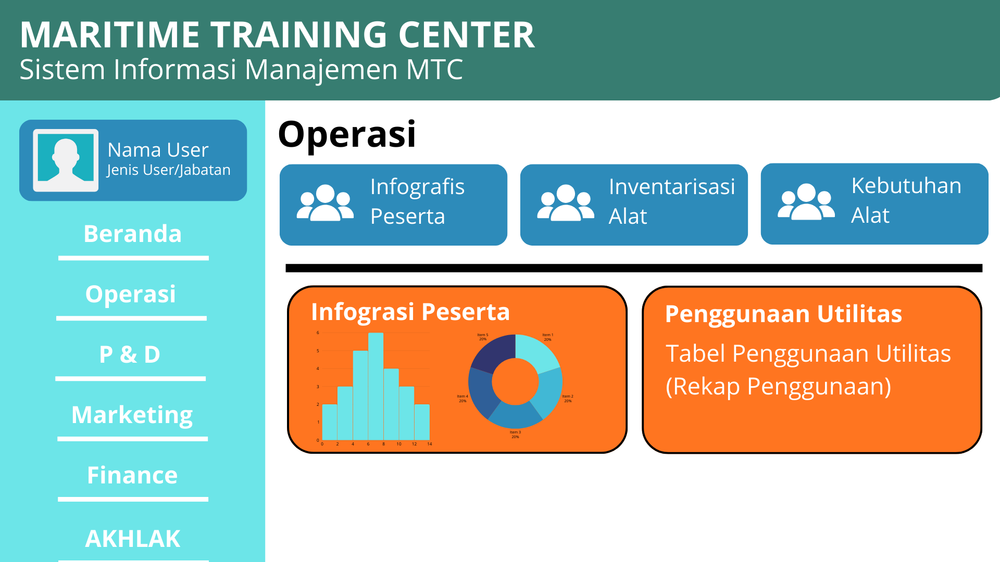 MARITIME TRAINING CENTER
Sistem Informasi Manajemen MTC
Nama User
Jenis User/Jabatan
Beranda
Operasi
P & D
Marketing
Finance
AKHLAK
Operasi
Infografis
Peserta
Inventarisasi
Alat
Kebutuhan
Alat
Infograsi Peserta
6
5
4
3
2
1
0
0 2 4 6 8 10 12 14
Item 1
20%
Item 2
20%
Item 3
20%
Item 4
20%
Item 5
20%
Penggunaan Utilitas
Tabel Penggunaan Utilitas
(Rekap Penggunaan)